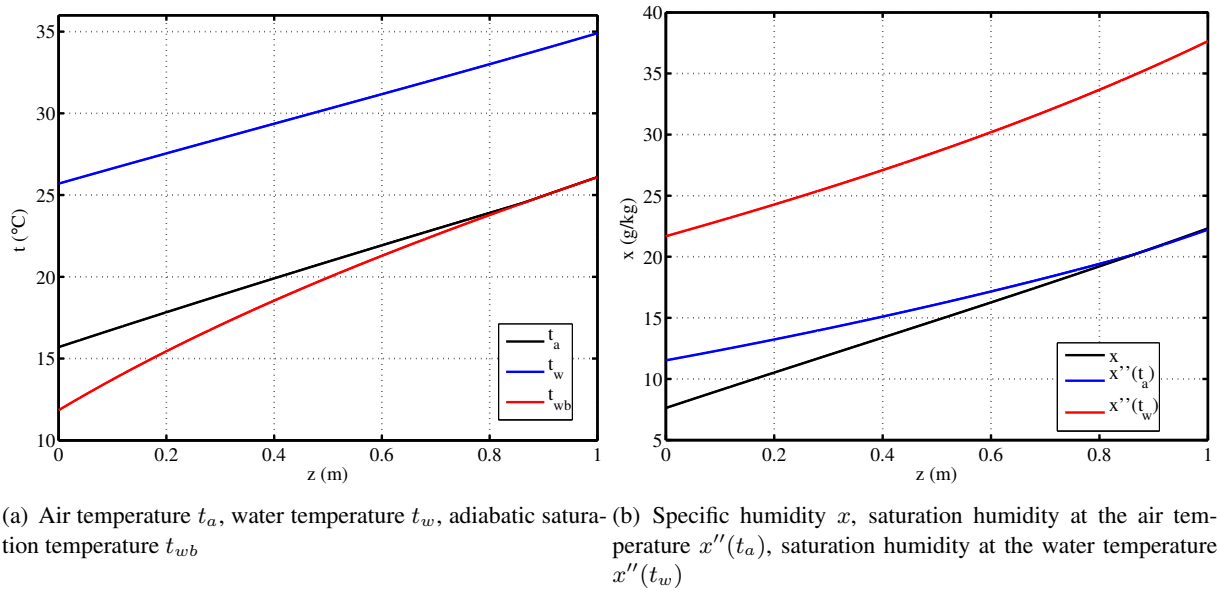 35
30
25
20
15
10
t (℃)
0
0.2
0.4
0.6
0.8
1
z (m)
t_a
t_w
t_wb
40
35
30
25
20
15
10
5
x (g/kg)
0
0.2
0.4
0.6
0.8
1
z (m)
x
x’’(t_a)
x’’(t_w)
(a) Air temperature t_a, water temperature t_w, adiabatic satura-
tion temperature t_wb
(b) Specific humidity x, saturation humidity at the air tem-
perature x''(t_a), saturation humidity at the water temperature
x''(t_w)